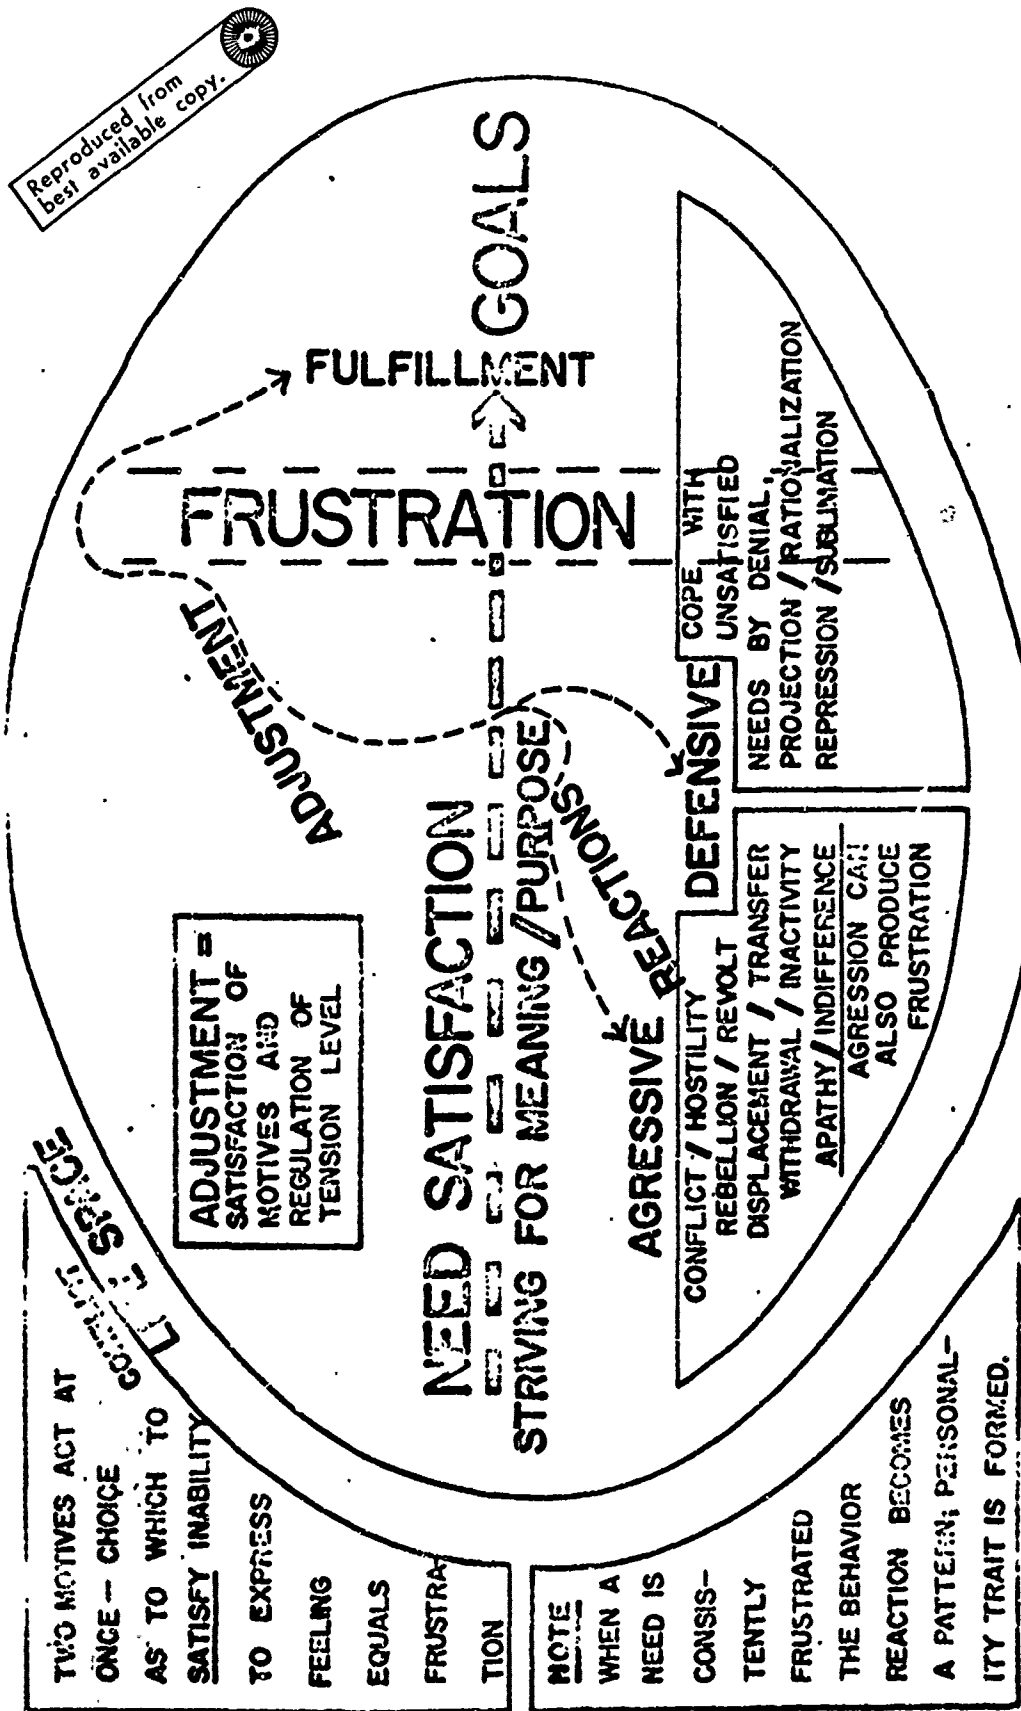 Reproduced from
best available copy.
TWO MOTIVES ACT AT
ONCE — CHOICE
AS TO WHICH TO
SATISFY INABILITY
TO EXPRESS
FEELING
EQUALS
FRUSTRA-
TION
CONFLICT
LIFE SPACE
ADJUSTMENT =
SATISFACTION OF
MOTIVES AND
REGULATION OF
TENSION LEVEL
ADJUSTMENT
FRUSTRATION
FULFILLMENT
GOALS
NEED SATISFACTION
STRIVING FOR MEANING / PURPOSE
REACTIONS
AGRESSIVE
DEFENSIVE
CONFLICT / HOSTILITY
REBELLION / REVOLT
DISPLACEMENT / TRANSFER
WITHDRAWAL / INACTIVITY
APATHY / INDIFFERENCE
AGRESSION CAN
ALSO PRODUCE
FRUSTRATION
COPE WITH
UNSATISFIED
NEEDS BY DENIAL,
PROJECTION / RATIONALIZATION
REPRESSION / SUBLIMATION
NOTE
WHEN A
NEED IS
CONSIS-
TENTLY
FRUSTRATED
THE BEHAVIOR
REACTION BECOMES
A PATTERN; PERSONAL-
ITY TRAIT IS FORMED.